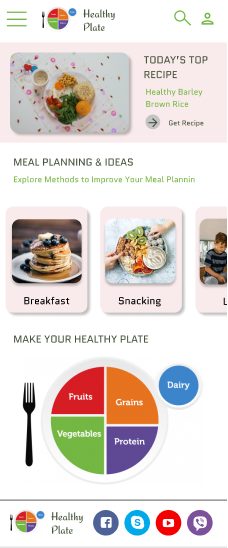 Healthy
Plate
TODAY'S TOP
RECIPE
Healthy Barley
Brown Rice
Get Recipe
MEAL PLANNING & IDEAS
Explore Methods to Improve Your Meal Plannin
Breakfast
Snacking
L
MAKE YOUR HEALTHY PLATE
Fruits
Grains
Dairy
Vegetables
Protein
Healthy
Plate